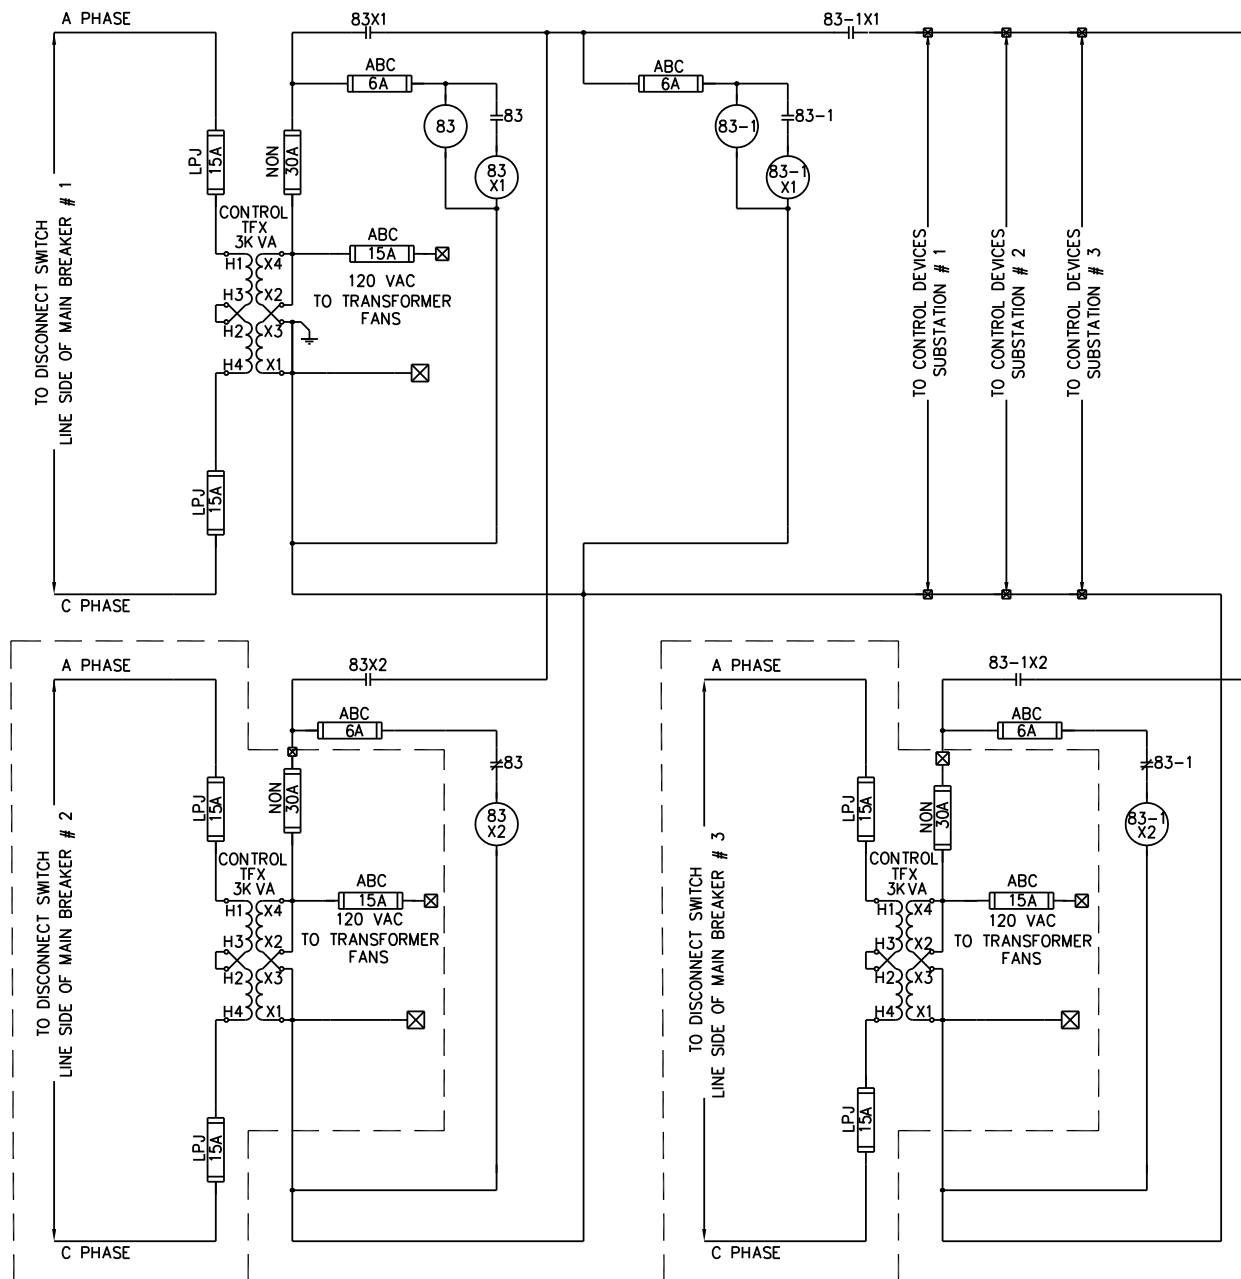 A PHASE
83X1
83-1X1
ABC
6A
83
83
83
X1
ABC
6A
83-1
83-1
83-1
X1
LPJ
15A
NON
30A
CONTROL
TFX
3KVA
H1
X4
H3
X2
H2
X3
H4
X1
ABC
15A
120 VAC
TO TRANSFORMER
FANS
TO DISCONNECT SWITCH
LINE SIDE OF MAIN BREAKER # 1
LPJ
15A
C PHASE
TO CONTROL DEVICES
SUBSTATION # 1
TO CONTROL DEVICES
SUBSTATION # 2
TO CONTROL DEVICES
SUBSTATION # 3
A PHASE
83X2
ABC
6A
83
83
X2
LPJ
15A
NON
30A
CONTROL
TFX
3KVA
H1
X4
H3
X2
H2
X3
H4
X1
ABC
15A
120 VAC
TO TRANSFORMER
FANS
TO DISCONNECT SWITCH
LINE SIDE OF MAIN BREAKER # 2
LPJ
15A
C PHASE
A PHASE
83-1X2
ABC
6A
83-1
83-1
X2
LPJ
15A
NON
30A
CONTROL
TFX
3KVA
H1
X4
H3
X2
H2
X3
H4
X1
ABC
15A
120 VAC
TO TRANSFORMER
FANS
TO DISCONNECT SWITCH
LINE SIDE OF MAIN BREAKER # 3
LPJ
15A
C PHASE